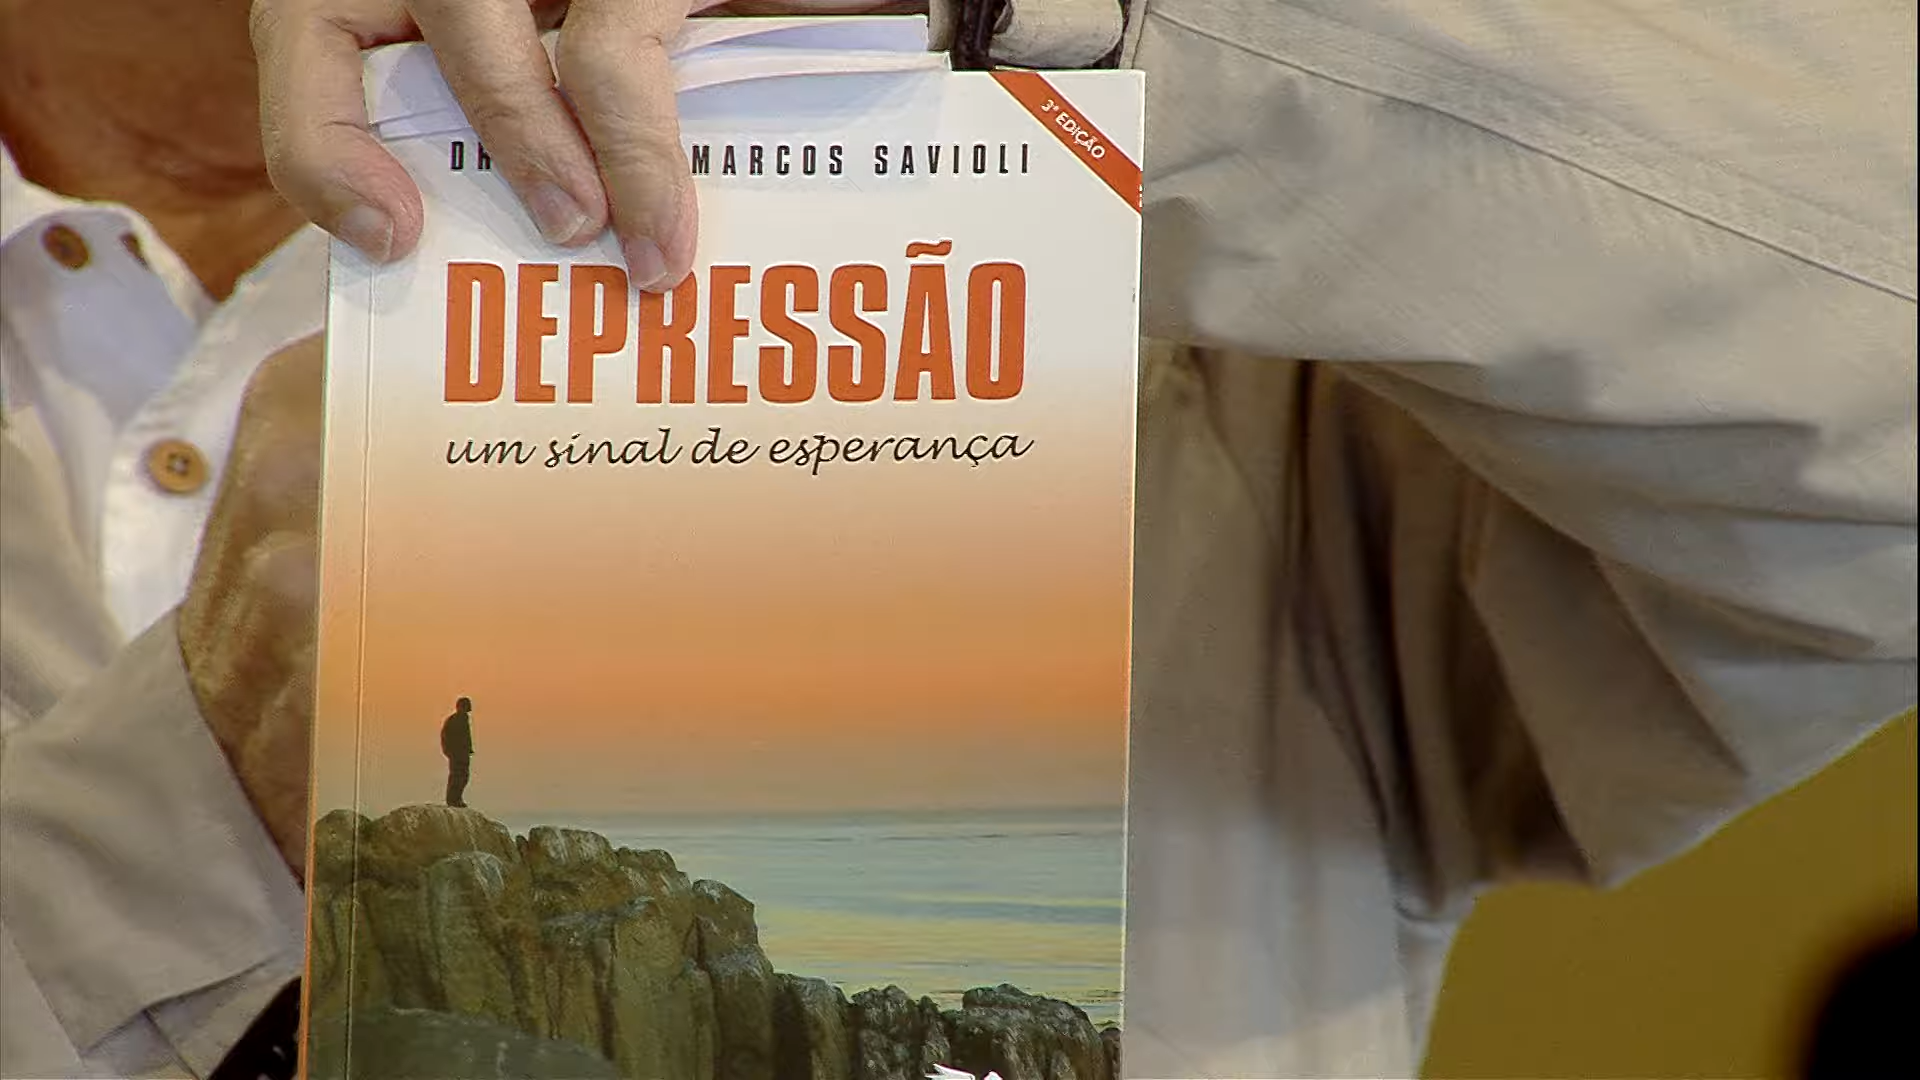 3ª EDIÇÃO
DR MARCOS SAVIOLI
DEPRESSÃO
um sinal de esperança